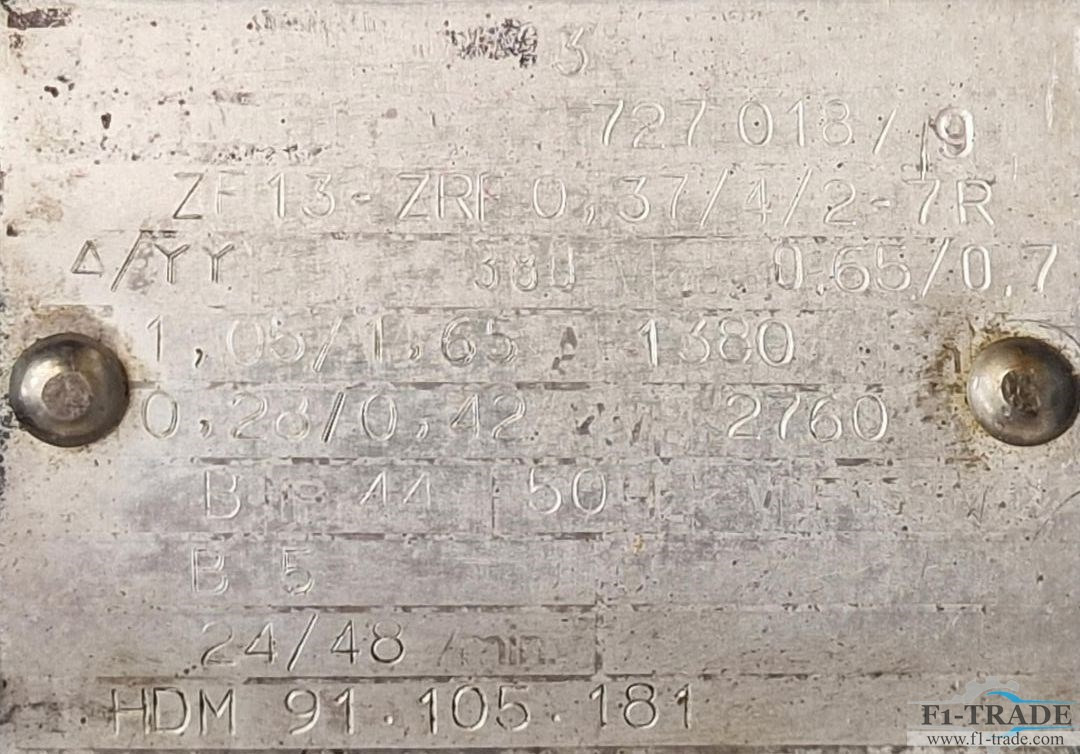 3
727 018/19
ZF 13-ZRF 0,37/4/2-7R
Δ/YY 380 V 0.65/0.7
1,05/1,65 1380
0,28/0,42 2760
B 44 50
B 5
24/48 /min.
HDM 91.105.181
F1-TRADE
www.f1-trade.com